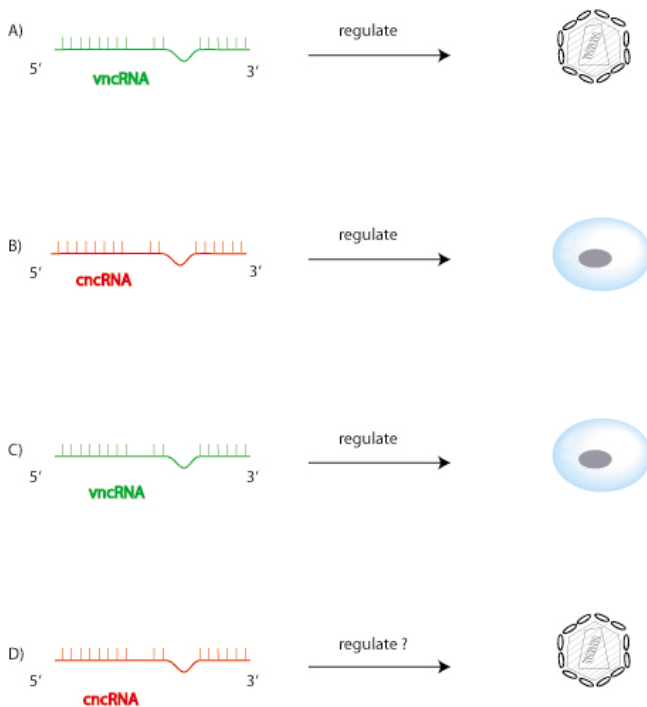 A)
regulate
5'
3'
vncRNA
B)
regulate
5'
3'
cncRNA
C)
regulate
5'
3'
vncRNA
D)
regulate ?
5'
3'
cncRNA